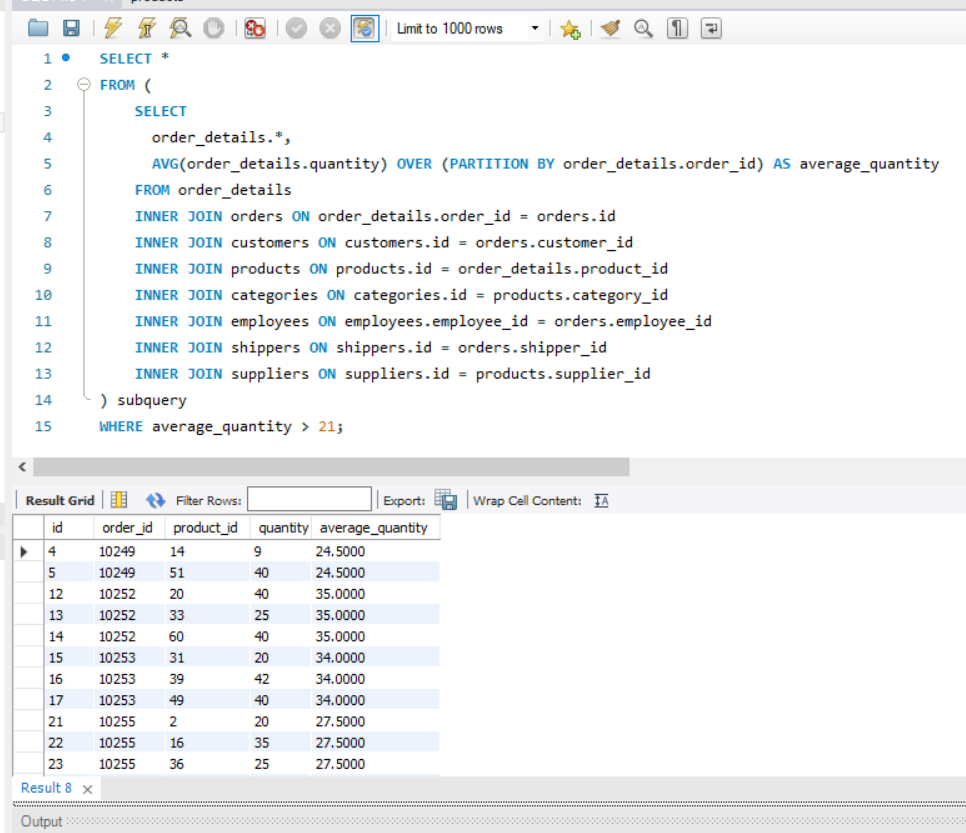 products
Limit to 1000 rows
1 SELECT *
2 FROM (
3 SELECT
4 order_details.*,
5 AVG(order_details.quantity) OVER (PARTITION BY order_details.order_id) AS average_quantity
6 FROM order_details
7 INNER JOIN orders ON order_details.order_id = orders.id
8 INNER JOIN customers ON customers.id = orders.customer_id
9 INNER JOIN products ON products.id = order_details.product_id
10 INNER JOIN categories ON categories.id = products.category_id
11 INNER JOIN employees ON employees.employee_id = orders.employee_id
12 INNER JOIN shippers ON shippers.id = orders.shipper_id
13 INNER JOIN suppliers ON suppliers.id = products.supplier_id
14 ) subquery
15 WHERE average_quantity > 21;
Result Grid Filter Rows: Export: Wrap Cell Content:
id order_id product_id quantity average_quantity
4 10249 14 9 24.5000
5 10249 51 40 24.5000
12 10252 20 40 35.0000
13 10252 33 25 35.0000
14 10252 60 40 35.0000
15 10253 31 20 34.0000
16 10253 39 42 34.0000
17 10253 49 40 34.0000
21 10255 2 20 27.5000
22 10255 16 35 27.5000
23 10255 36 25 27.5000
Result 8
Output